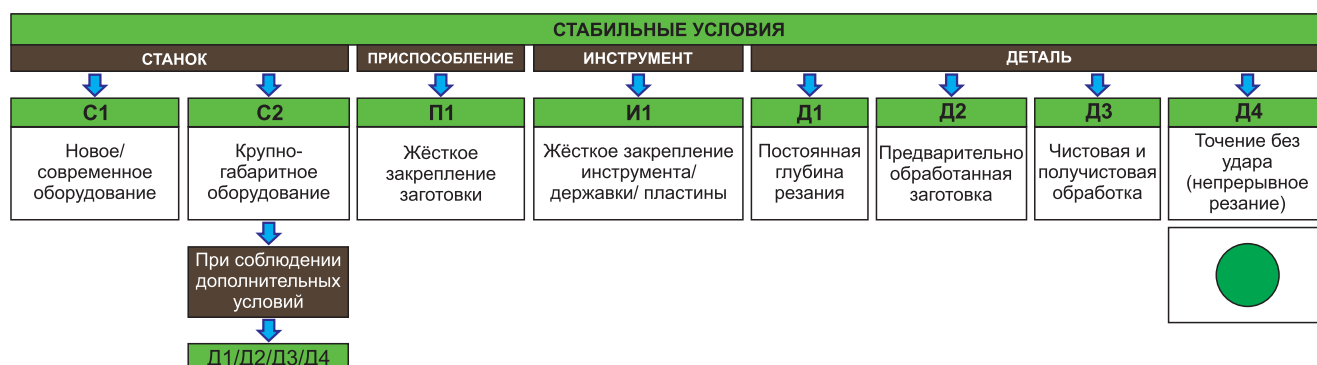 СТАБИЛЬНЫЕ УСЛОВИЯ
СТАНОК
ПРИСПОСОБЛЕНИЕ
ИНСТРУМЕНТ
ДЕТАЛЬ
С1
Новое/
современное
оборудование
С2
Крупно-
габаритное
оборудование
При соблюдении
дополнительных
условий
Д1/Д2/Д3/Д4
П1
Жёсткое
закрепление
заготовки
И1
Жёсткое закрепление
инструмента/
державки/ пластины
Д1
Постоянная
глубина
резания
Д2
Предварительно
обработанная
заготовка
Д3
Чистовая и
получистовая
обработка
Д4
Точение без
удара
(непрерывное
резание)